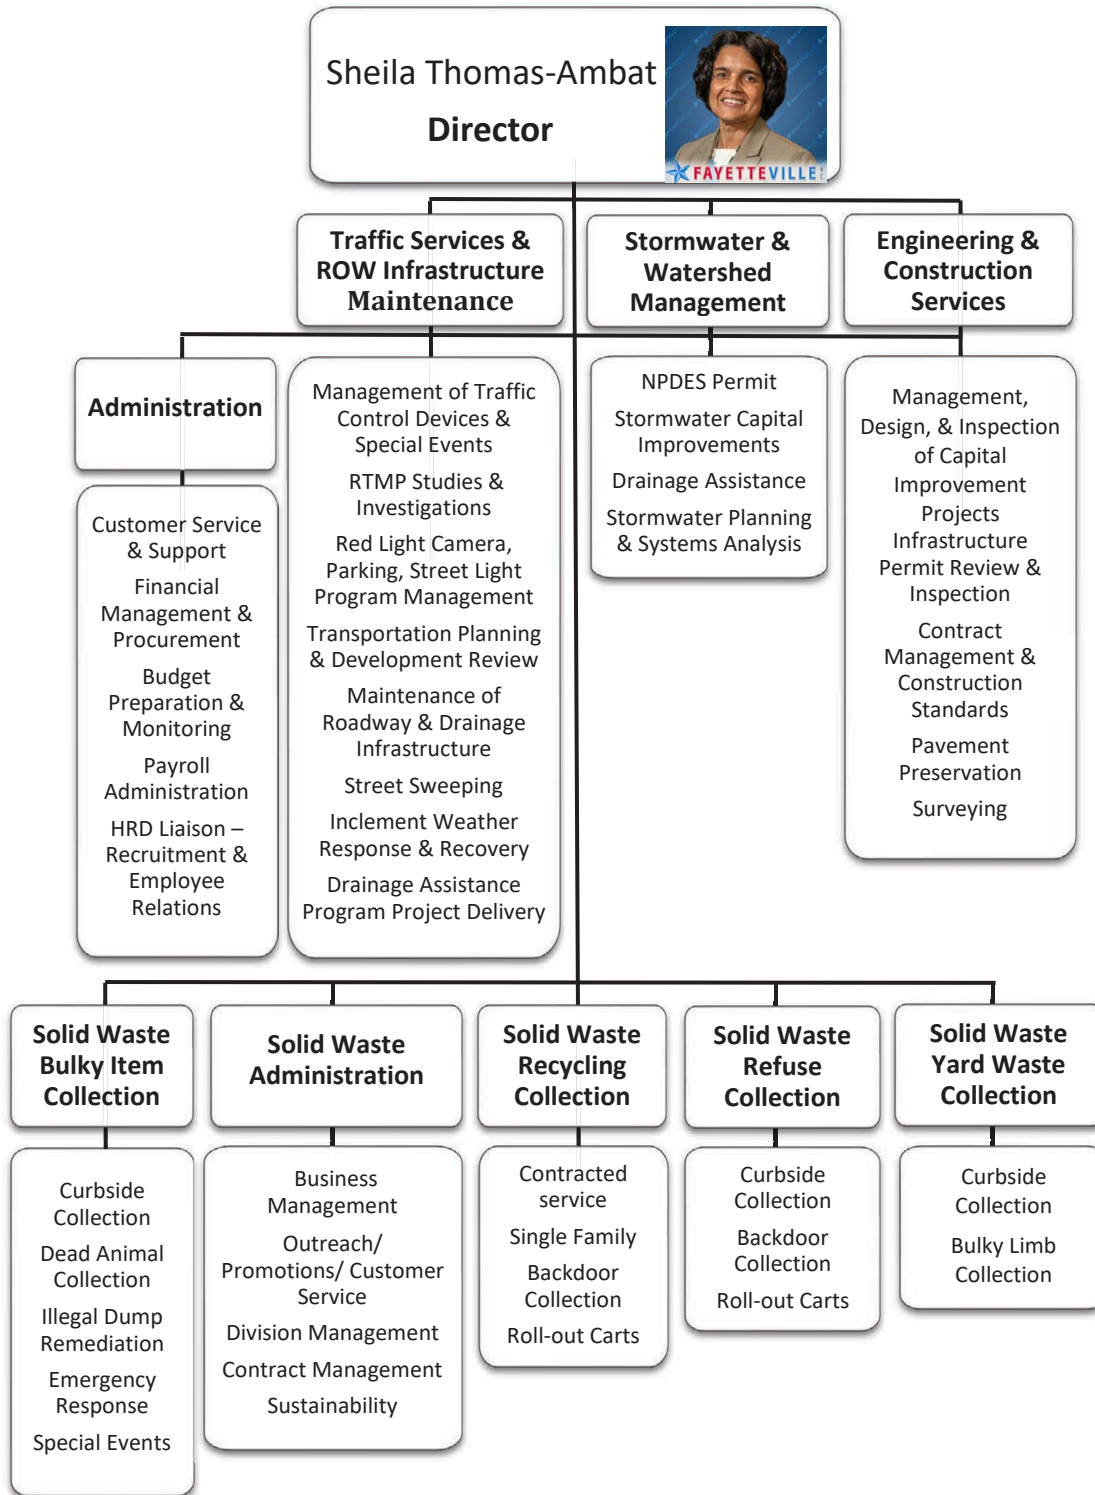 Sheila Thomas-Ambat
Director
FAYETTEVILLE
Traffic Services &
ROW Infrastructure
Maintenance
Stormwater &
Watershed
Management
Engineering &
Construction
Services
Administration
Customer Service
& Support
Financial
Management &
Procurement
Budget
Preparation &
Monitoring
Payroll
Administration
HRD Liaison –
Recruitment &
Employee
Relations
Management of Traffic
Control Devices &
Special Events
RTMP Studies &
Investigations
Red Light Camera,
Parking, Street Light
Program Management
Transportation Planning
& Development Review
Maintenance of
Roadway & Drainage
Infrastructure
Street Sweeping
Inclement Weather
Response & Recovery
Drainage Assistance
Program Project Delivery
NPDES Permit
Stormwater Capital
Improvements
Drainage Assistance
Stormwater Planning
& Systems Analysis
Management,
Design, & Inspection
of Capital
Improvement
Projects
Infrastructure
Permit Review &
Inspection
Contract
Management &
Construction
Standards
Pavement
Preservation
Surveying
Solid Waste
Bulky Item
Collection
Solid Waste
Administration
Solid Waste
Recycling
Collection
Solid Waste
Refuse
Collection
Solid Waste
Yard Waste
Collection
Curbside
Collection
Dead Animal
Collection
Illegal Dump
Remediation
Emergency
Response
Special Events
Business
Management
Outreach/
Promotions/ Customer
Service
Division Management
Contract Management
Sustainability
Contracted
service
Single Family
Backdoor
Collection
Roll-out Carts
Curbside
Collection
Backdoor
Collection
Roll-out Carts
Curbside
Collection
Bulky Limb
Collection